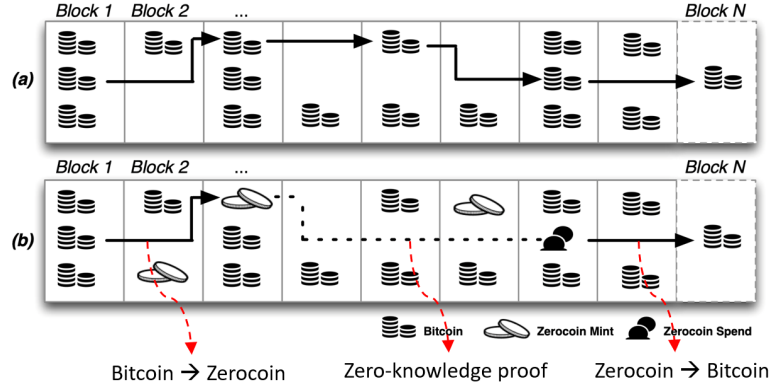 Block 1 Block 2 ... Block N
(a)
Block 1 Block 2 ... Block N
(b)
Bitcoin Zerocoin Mint Zerocoin Spend
Bitcoin → Zerocoin Zero-knowledge proof Zerocoin → Bitcoin